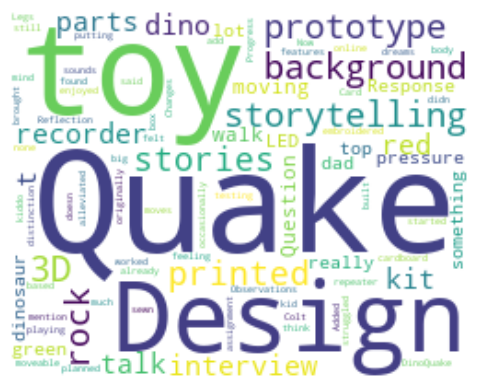 Legs
still
putting
parts
dino
lot
add
Progress
Nom
features
online
dreams
body
prototype
toy
background
mind
brought
sounds
found
said
enjoyed
moving
Card
Changes
Response
didn
embroidered
Reflection
box
felt
storytelling
recorder
walk
LED
red
none
stories
big
top
dad
pressure
t
Quake
Question
something
kiddo
distinction
doesn
alleviated
originally
moves
occasionally
testing
built
started
3D
printed
really
kit
cardboard
feeling
based
worked
already
repeater
dinosaur
rock
much
sewn
Observations
struggled
mention
kid
Colt
Added
playing
think
DinoQuake
green
moveable
planned
talk
interview
assignment
Design